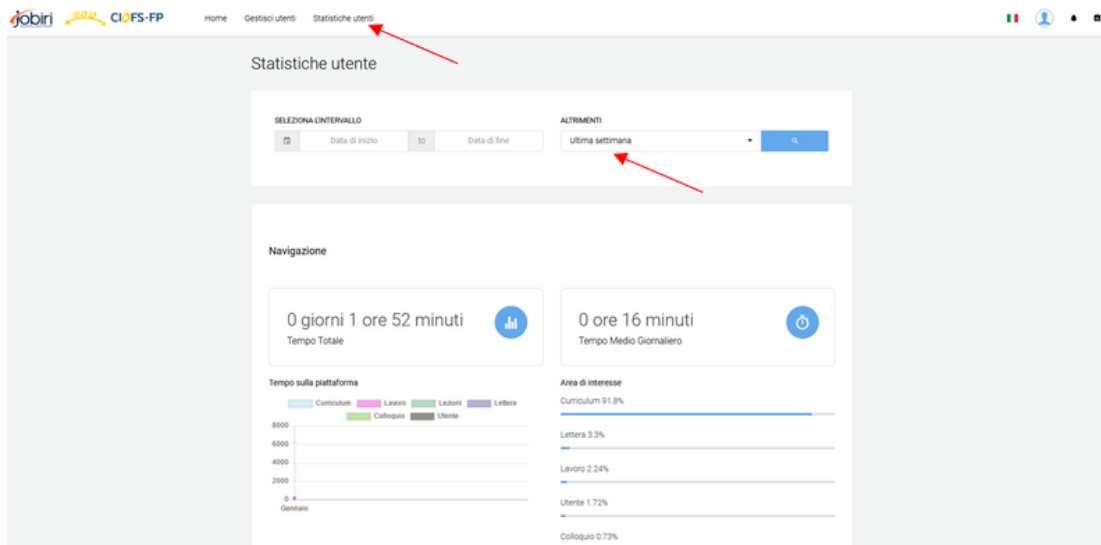 jobiri CIOFS-FP Home Gestisci utenti Statistiche utenti
Statistiche utente
SELEZIONA L'INTERVALLO
Data di inizio to Data di fine
ALTRIMENTI
Ultima settimana
Navigazione
0 giorni 1 ore 52 minuti
Tempo Totale
0 ore 16 minuti
Tempo Medio Giornaliero
Tempo sulla piattaforma
Curriculum Lavoro Lezioni Lettera
Colloquio Utente
8000
6000
4000
2000
0
Gennaio
Area di interesse
Curriculum 91.8%
Lettera 3.3%
Lavoro 2.24%
Utente 1.72%
Colloquio 0.73%